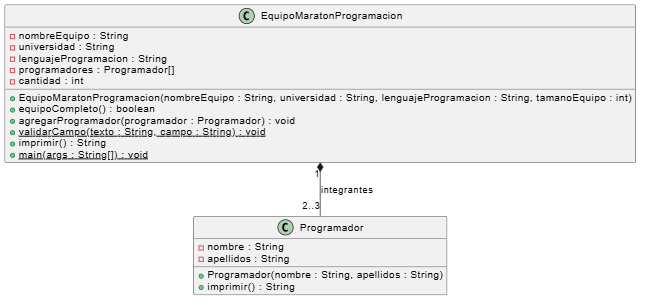 C EquipoMaratonProgramacion
nombreEquipo : String
universidad : String
lenguajeProgramacion : String
programadores : Programador[]
cantidad : int
EquipoMaratonProgramacion(nombreEquipo : String, universidad : String, lenguajeProgramacion : String, tamanoEquipo : int)
equipoCompleto() : boolean
agregarProgramador(programador : Programador) : void
validarCampo(texto : String, campo : String) : void
imprimir() : String
main(args : String[]) : void
1
integrantes
2..3
C Programador
nombre : String
apellidos : String
Programador(nombre : String, apellidos : String)
imprimir() : String